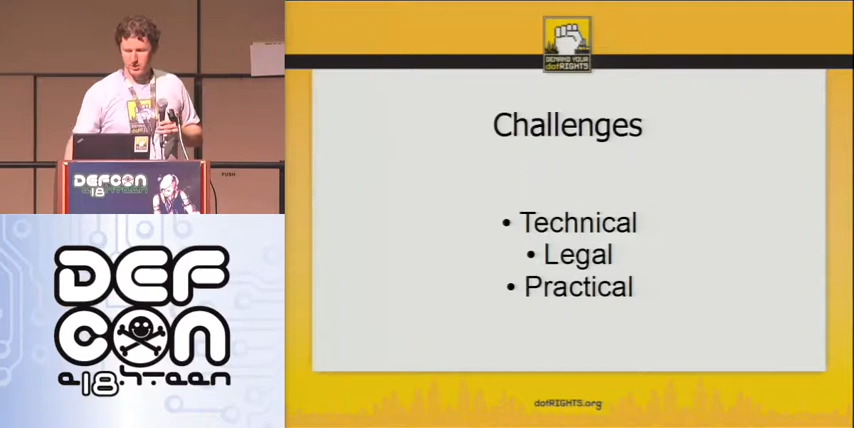 DEFCON
18
PUSH
DEF
CON
e18hteen
DEMAND YOUR
dotRIGHTS
Challenges
• Technical
• Legal
• Practical
dotRIGHTS.org